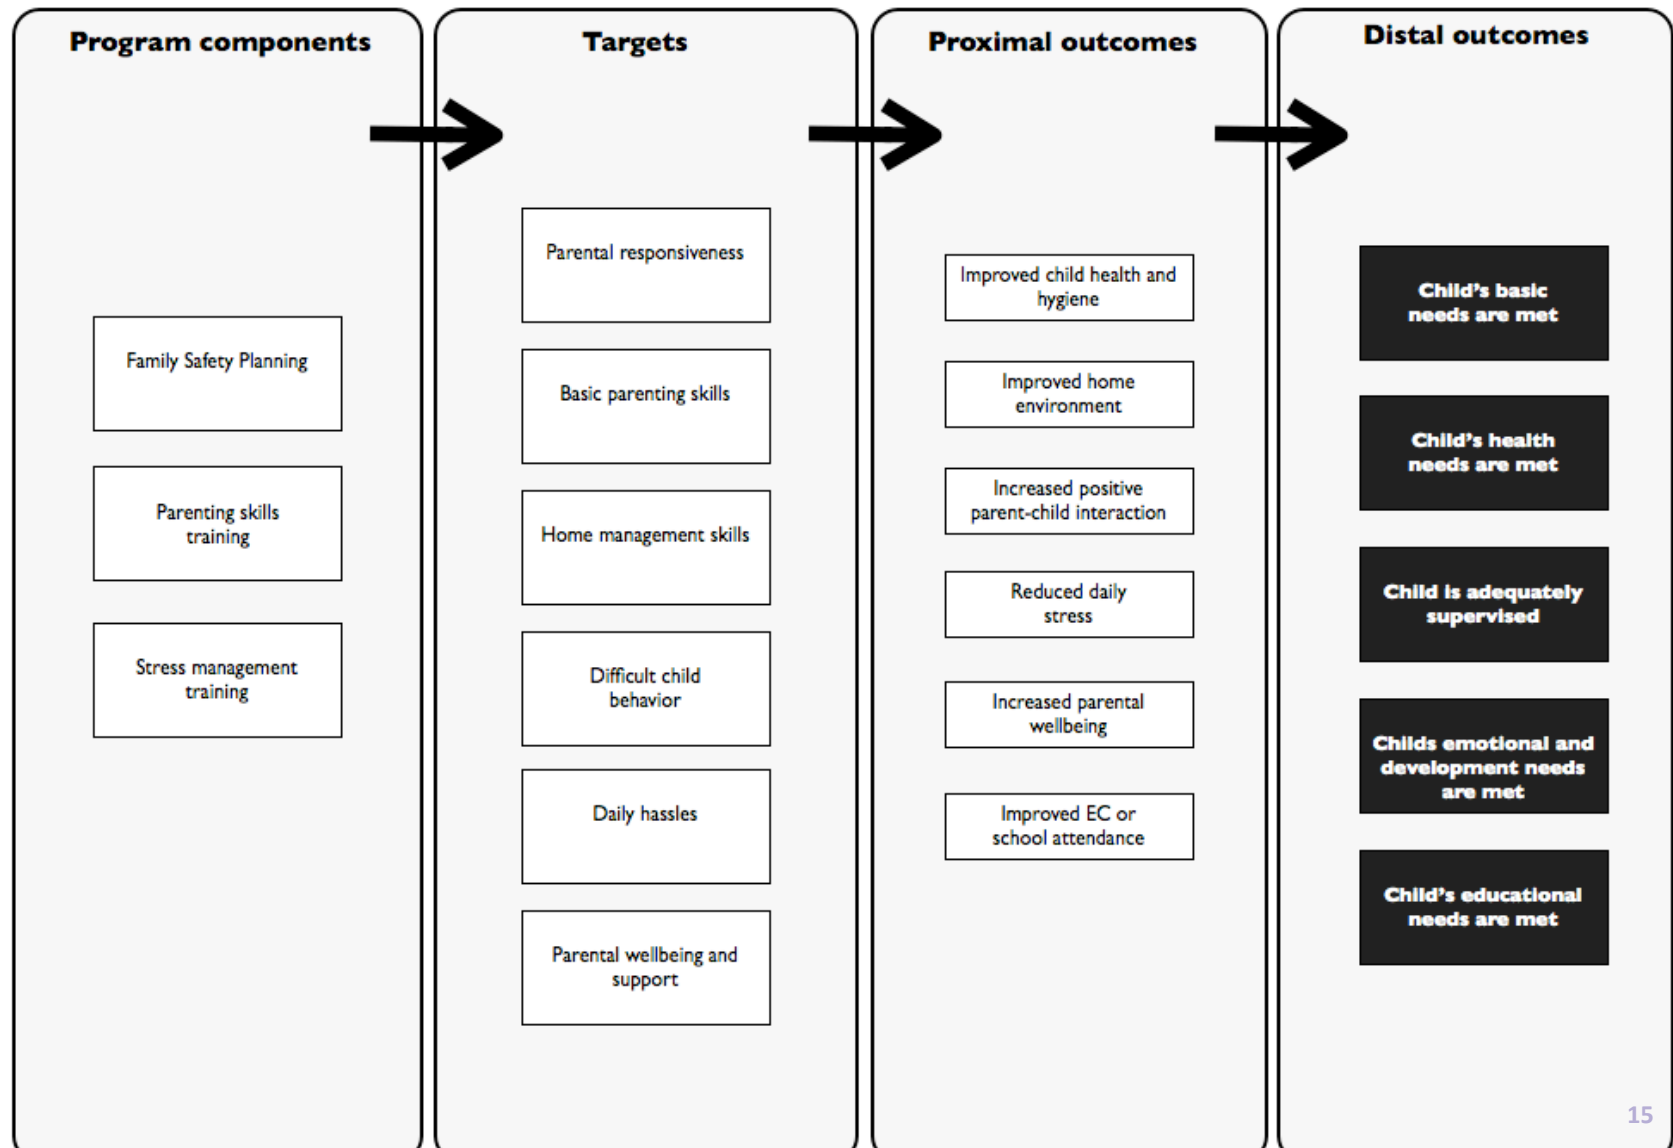 Program components
Family Safety Planning
Parenting skills
training
Stress management
training
Targets
Parental responsiveness
Basic parenting skills
Home management skills
Difficult child
behavior
Daily hassles
Parental wellbeing and
support
Proximal outcomes
Improved child health and
hygiene
Improved home
environment
Increased positive
parent-child interaction
Reduced daily
stress
Increased parental
wellbeing
Improved EC or
school attendance
Distal outcomes
Child's basic
needs are met
Child's health
needs are met
Child is adequately
supervised
Childs emotional and
development needs
are met
Child's educational
needs are met
15